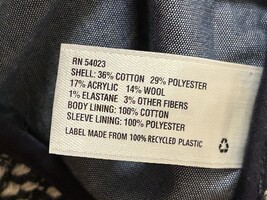 RN 54023
SHELL: 36% COTTON 29% POLYESTER
17% ACRYLIC 14% WOOL
1% ELASTANE 3% OTHER FIBERS
BODY LINING: 100% COTTON
SLEEVE LINING: 100% POLYESTER
LABEL MADE FROM 100% RECYCLED PLASTIC